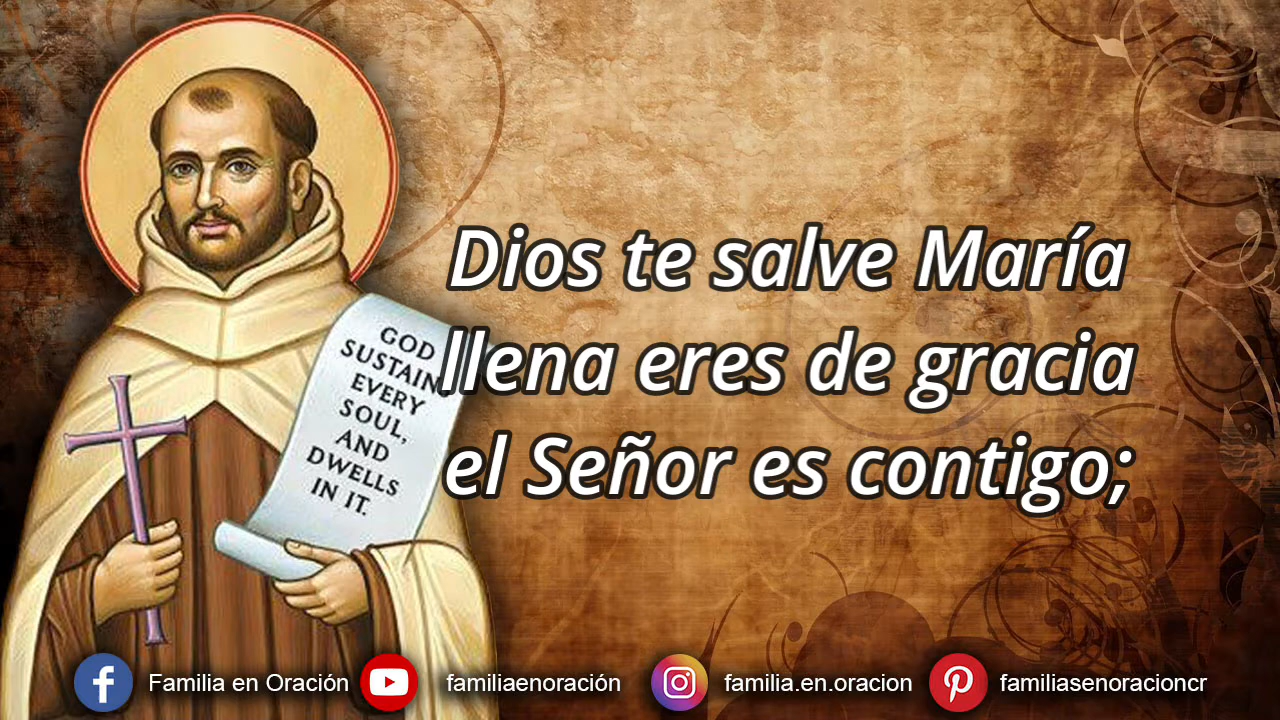 GOD
SUSTAIN
EVERY
SOUL,
AND
DWELLS
IN IT.
Dios te salve María
llena eres de gracia
el Señor es contigo;
Familia en Oración
familiaenoración
familia.en.oracion
familiasenoracioncr